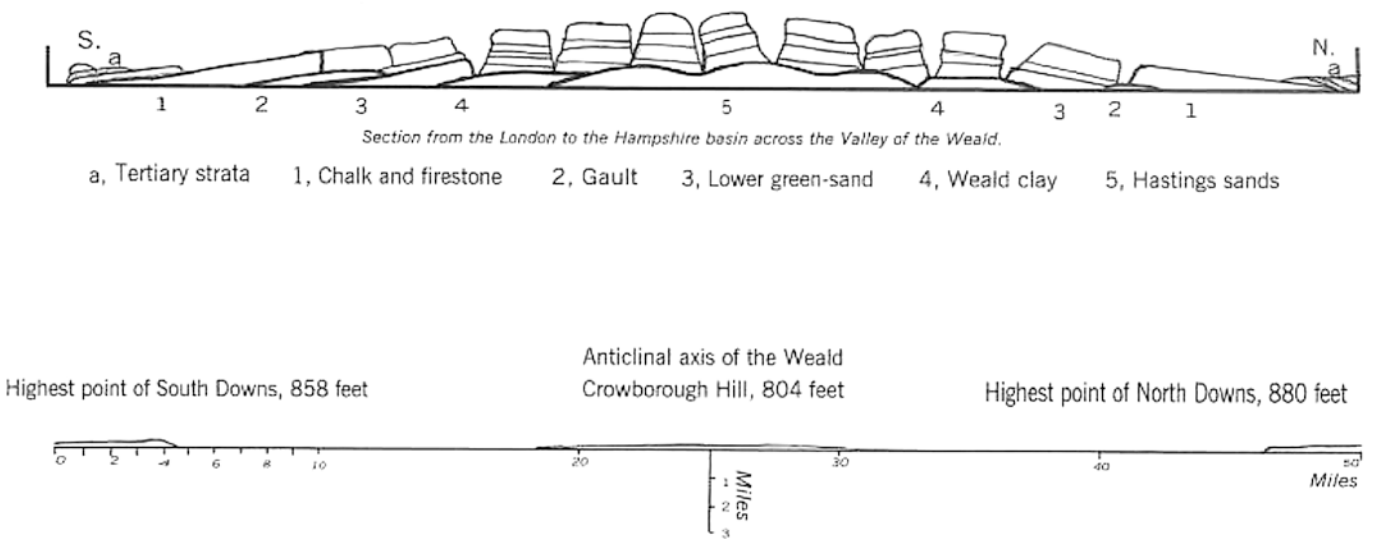 S.
a
N.
a
1 2 3 4 5 4 3 2 1
Section from the London to the Hampshire basin across the Valley of the Weald.
a, Tertiary strata 1, Chalk and firestone 2, Gault 3, Lower green-sand 4, Weald clay 5, Hastings sands
Anticlinal axis of the Weald
Highest point of South Downs, 858 feet Crowborough Hill, 804 feet Highest point of North Downs, 880 feet
0 2 4 6 8 10 20 30 40 50
Miles
1
2
3
Miles